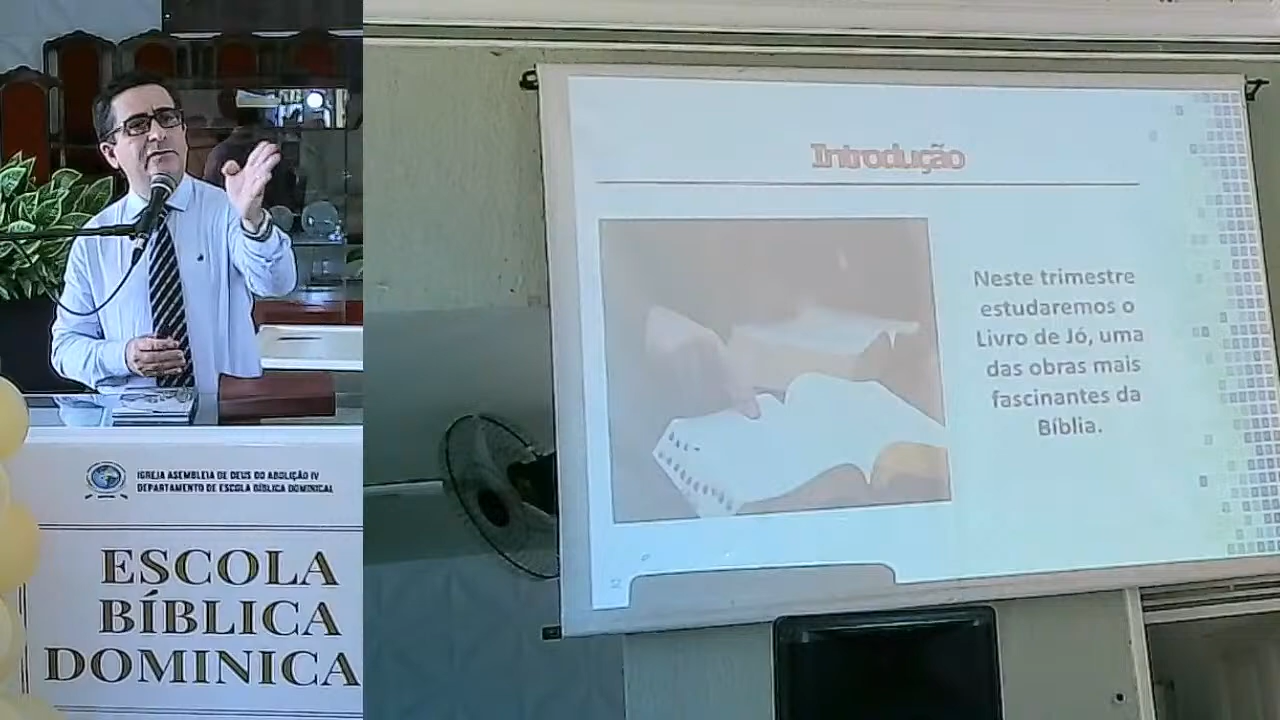 IGREJA ASEMBLEIA DE DEUS DO ABOLIÇÃO IV
DEPARTAMENTO DE ESCOLA BÍBLICA DOMINICAL
ESCOLA
BÍBLICA
DOMINICA
Introdução
Neste trimestre
estudaremos o
Livro de Jó, uma
das obras mais
fascinantes da
Bíblia.